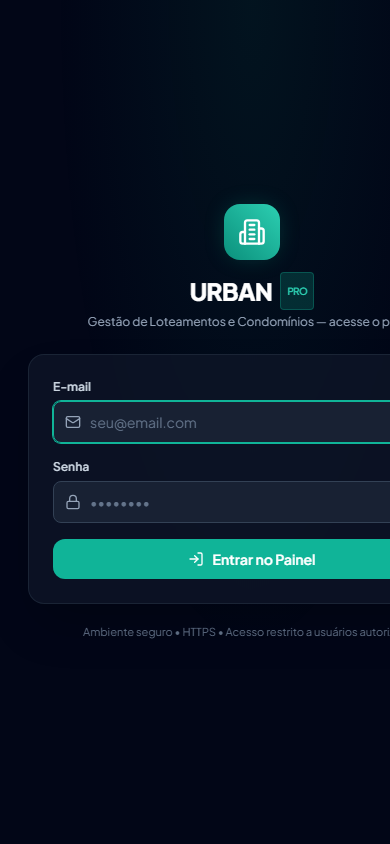 URBAN PRO
Gestão de Loteamentos e Condomínios — acesse o p
E-mail
seu@email.com
Senha
••••••••
Entrar no Painel
Ambiente seguro • HTTPS • Acesso restrito a usuários autori